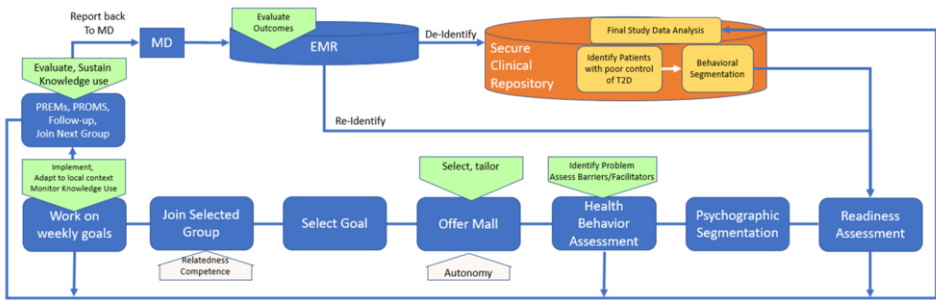 Report back
To MD
MD
Evaluate
Outcomes
EMR
De-Identify
Final Study Data Analysis
Secure
Clinical
Repository
Identify Patients
with poor control
of T2D
Behavioral
Segmentation
Evaluate, Sustain
Knowledge use
PREMs, PROMS,
Follow-up,
Join Next Group
Re-Identify
Implement,
Adapt to local context
Monitor Knowledge Use
Select, tailor
Identify Problem
Assess Barriers/Facilitators
Work on
weekly goals
Join Selected
Group
Select Goal
Offer Mall
Health
Behavior
Assessment
Psychographic
Segmentation
Readiness
Assessment
Relatedness
Competence
Autonomy